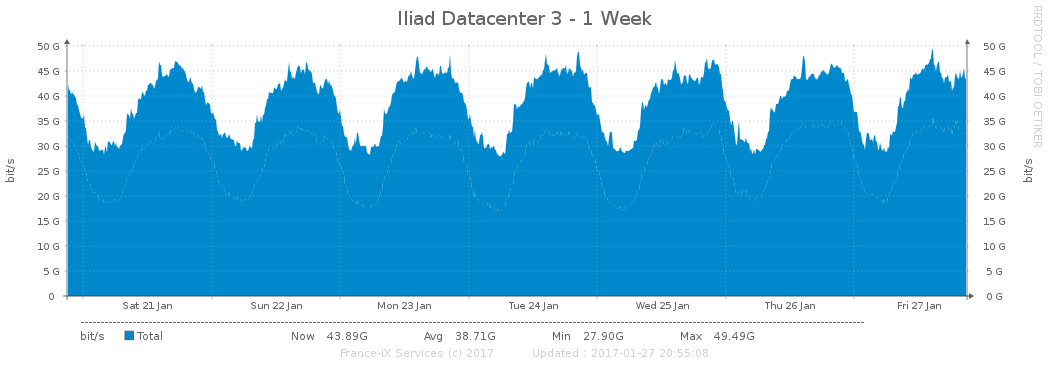 Iliad Datacenter 3 - 1 Week
RRDTOOL / TOBI OETIKER
50 G 50 G
45 G 45 G
40 G 40 G
35 G 35 G
30 G 30 G
25 G 25 G
20 G 20 G
15 G 15 G
10 G 10 G
5 G 5 G
0 0 G
bit/s bit/s
Sat 21 Jan Sun 22 Jan Mon 23 Jan Tue 24 Jan Wed 25 Jan Thu 26 Jan Fri 27 Jan
bit/s Total Now 43.89G Avg 38.71G Min 27.90G Max 49.49G
France-IX Services (c) 2017 Updated : 2017-01-27 20:55:08